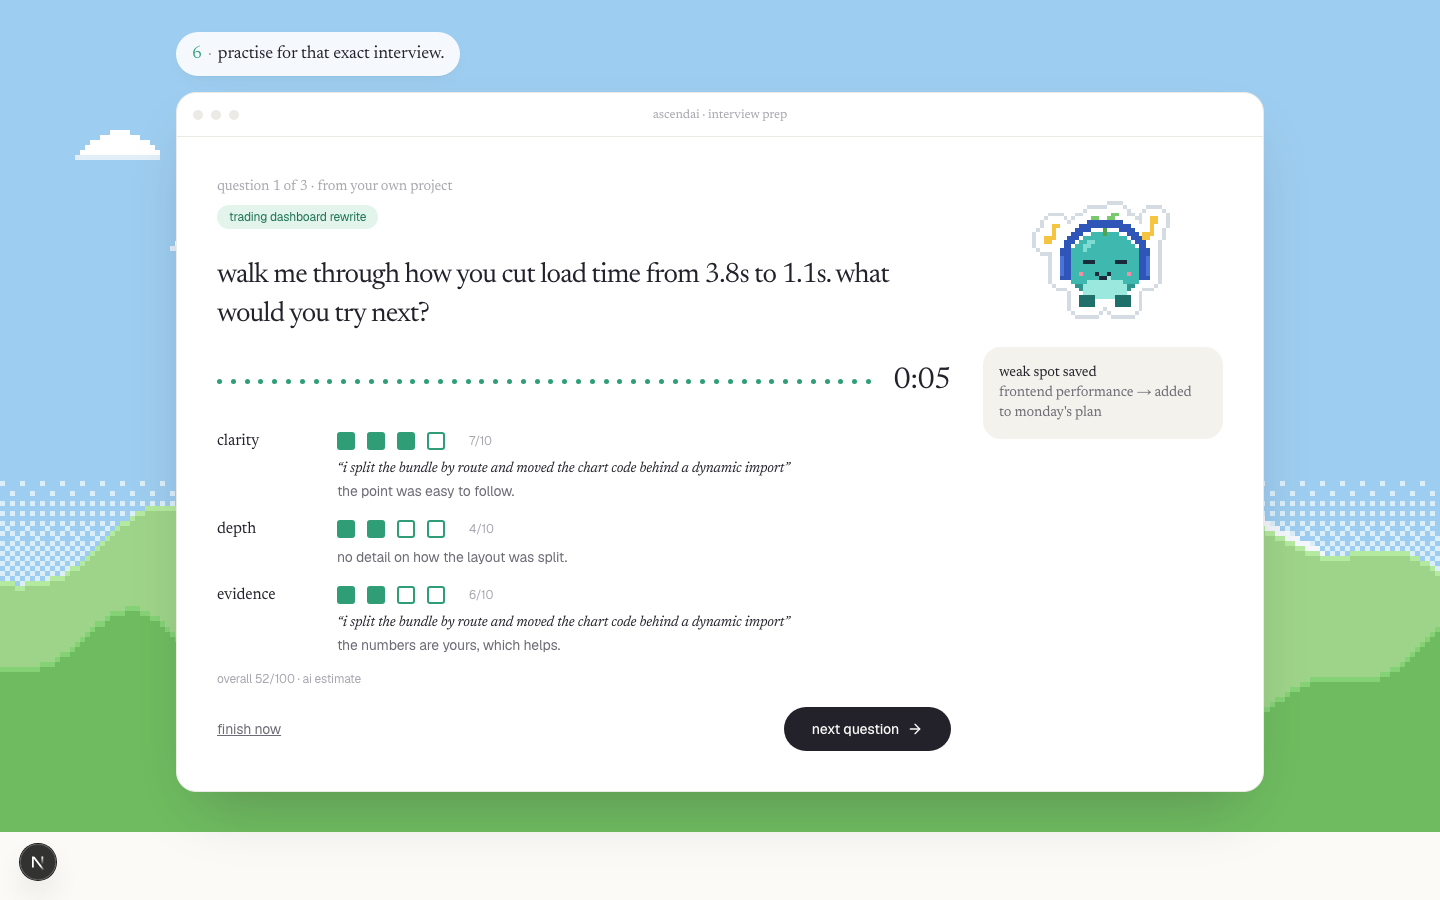 6 · practise for that exact interview.
ascendai · interview prep
question 1 of 3 · from your own project
trading dashboard rewrite
walk me through how you cut load time from 3.8s to 1.1s. what
would you try next?
0:05
weak spot saved
frontend performance → added
to monday's plan
clarity
7/10
“i split the bundle by route and moved the chart code behind a dynamic import”
the point was easy to follow.
depth
4/10
no detail on how the layout was split.
evidence
6/10
“i split the bundle by route and moved the chart code behind a dynamic import”
the numbers are yours, which helps.
overall 52/100 · ai estimate
finish now
next question →
N